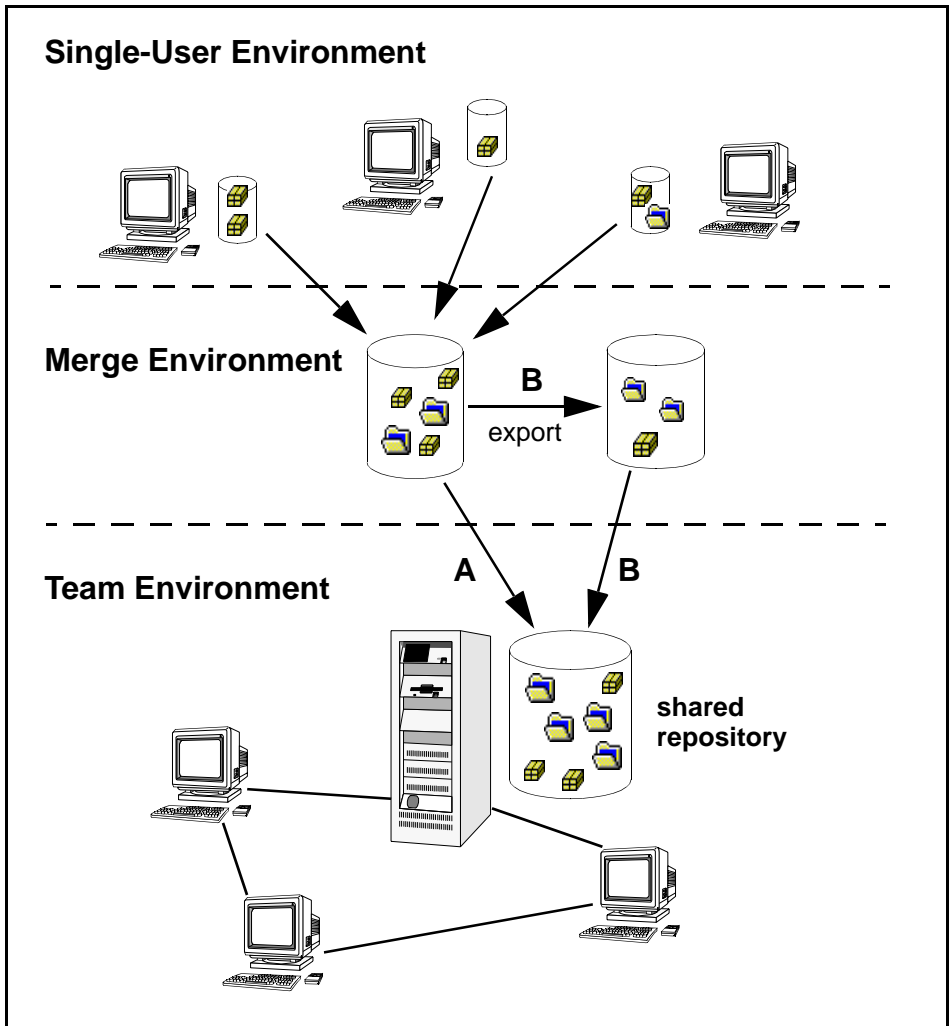 Single-User Environment
Merge Environment
B
export
A
B
Team Environment
shared
repository